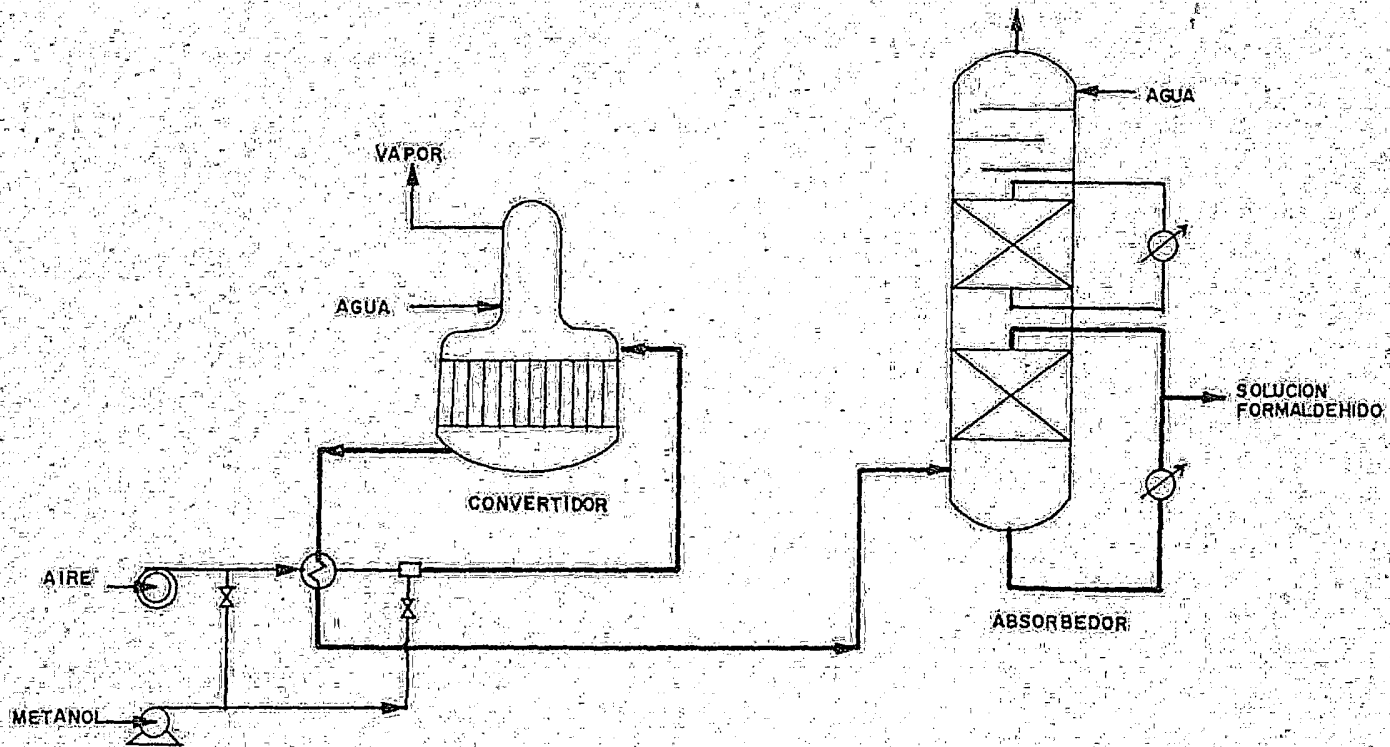 AGUA
VAPOR
AGUA
SOLUCION
FORMALDEHIDO
CONVERTIDOR
AIRE
ABSORBEDOR
METANOL